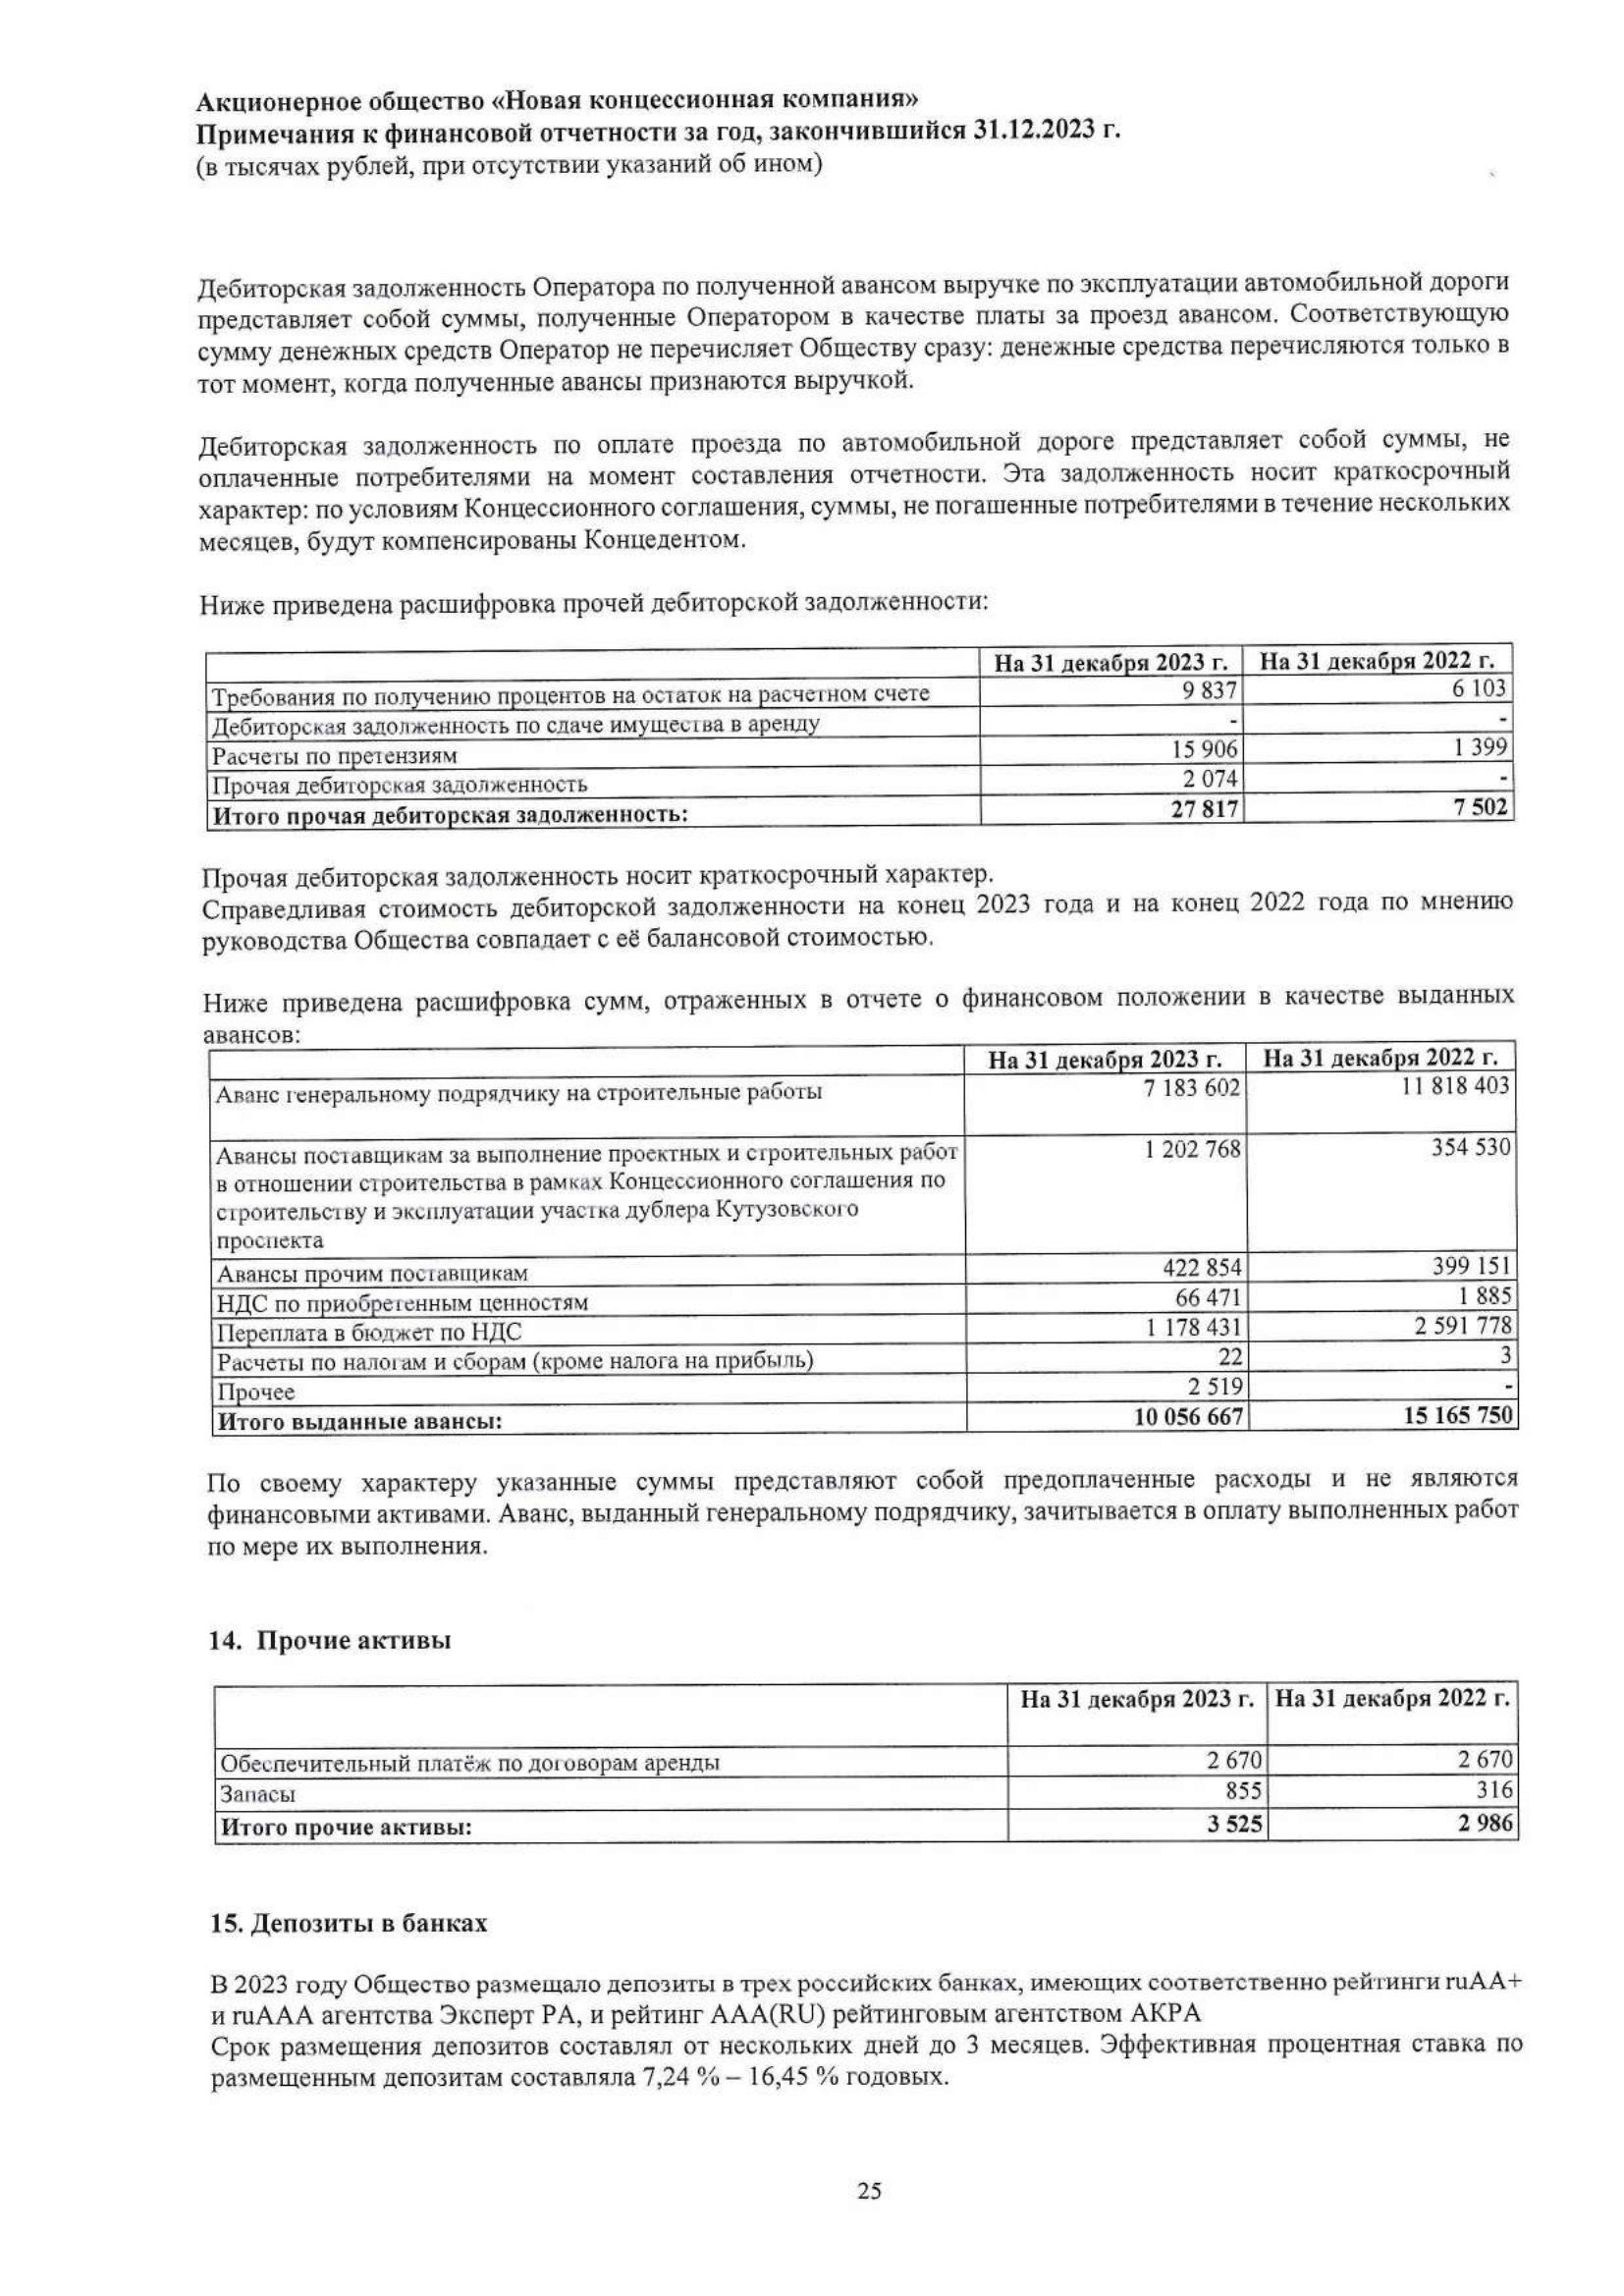 Акционерное общество «Новая концессионная компания»
Примечания к финансовой отчетности за год, закончившийся 31.12.2023 г.
(в тысячах рублей, при отсутствии указаний об ином)
Дебиторская задолженность Оператора по полученной авансом выручке по эксплуатации автомобильной дороги
представляет собой суммы, полученные Оператором в качестве платы за проезд авансом. Соответствующую
сумму денежных средств Оператор не перечисляет Обществу сразу: денежные средства перечисляются только в
тот момент, когда полученные авансы признаются выручкой.
Дебиторская задолженность по оплате проезда по автомобильной дороге представляет собой суммы, не
оплаченные потребителями на момент составления отчетности. Эта задолженность носит краткосрочный
характер: по условиям Концессионного соглашения, суммы, не погашенные потребителями в течение нескольких
месяцев, будут компенсированы Концедентом.
Ниже приведена расшифровка прочей дебиторской задолженности:
На 31 декабря 2023 г. На 31 декабря 2022 г.
Требования по получению процентов на остаток на расчетном счете 9 837 6 103
Дебиторская задолженность по сдаче имущества в аренду - -
Расчеты по претензиям 15 906 1 399
Прочая дебиторская задолженность 2 074 -
Итого прочая дебиторская задолженность: 27 817 7 502
Прочая дебиторская задолженность носит краткосрочный характер.
Справедливая стоимость дебиторской задолженности на конец 2023 года и на конец 2022 года по мнению
руководства Общества совпадает с её балансовой стоимостью.
Ниже приведена расшифровка сумм, отраженных в отчете о финансовом положении в качестве выданных
авансов:
На 31 декабря 2023 г. На 31 декабря 2022 г.
Аванс генеральному подрядчику на строительные работы 7 183 602 11 818 403
Авансы поставщикам за выполнение проектных и строительных работ 1 202 768 354 530
в отношении строительства в рамках Концессионного соглашения по
строительству и эксплуатации участка дублера Кутузовского
проспекта
Авансы прочим поставщикам 422 854 399 151
НДС по приобретенным ценностям 66 471 1 885
Переплата в бюджет по НДС 1 178 431 2 591 778
Расчеты по налогам и сборам (кроме налога на прибыль) 22 3
Прочее 2 519 -
Итого выданные авансы: 10 056 667 15 165 750
По своему характеру указанные суммы представляют собой предоплаченные расходы и не являются
финансовыми активами. Аванс, выданный генеральному подрядчику, зачитывается в оплату выполненных работ
по мере их выполнения.
14. Прочие активы
На 31 декабря 2023 г. На 31 декабря 2022 г.
Обеспечительный платёж по договорам аренды 2 670 2 670
Запасы 855 316
Итого прочие активы: 3 525 2 986
15. Депозиты в банках
В 2023 году Общество размещало депозиты в трех российских банках, имеющих соответственно рейтинги ruAA+
и ruAAA агентства Эксперт РА, и рейтинг AAA(RU) рейтинговым агентством АКРА
Срок размещения депозитов составлял от нескольких дней до 3 месяцев. Эффективная процентная ставка по
размещенным депозитам составляла 7,24 % – 16,45 % годовых.
25